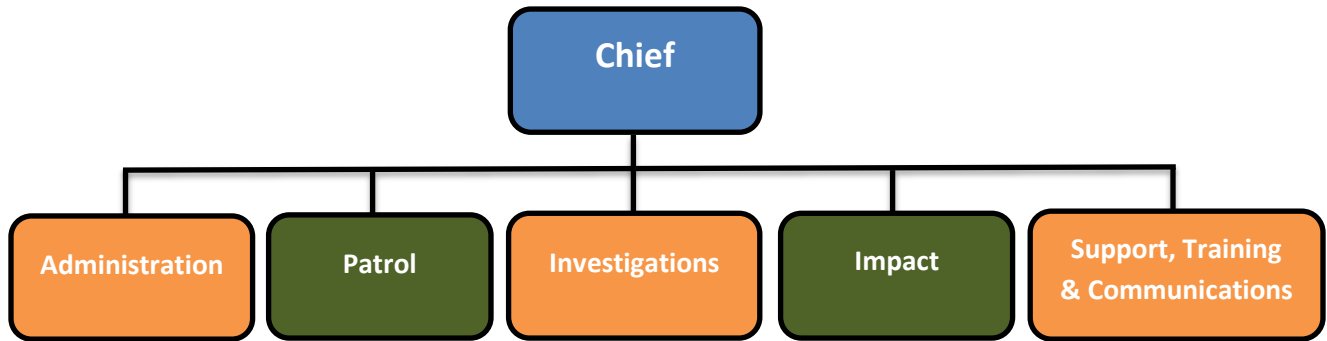 Chief
Administration
Patrol
Investigations
Impact
Support, Training
& Communications